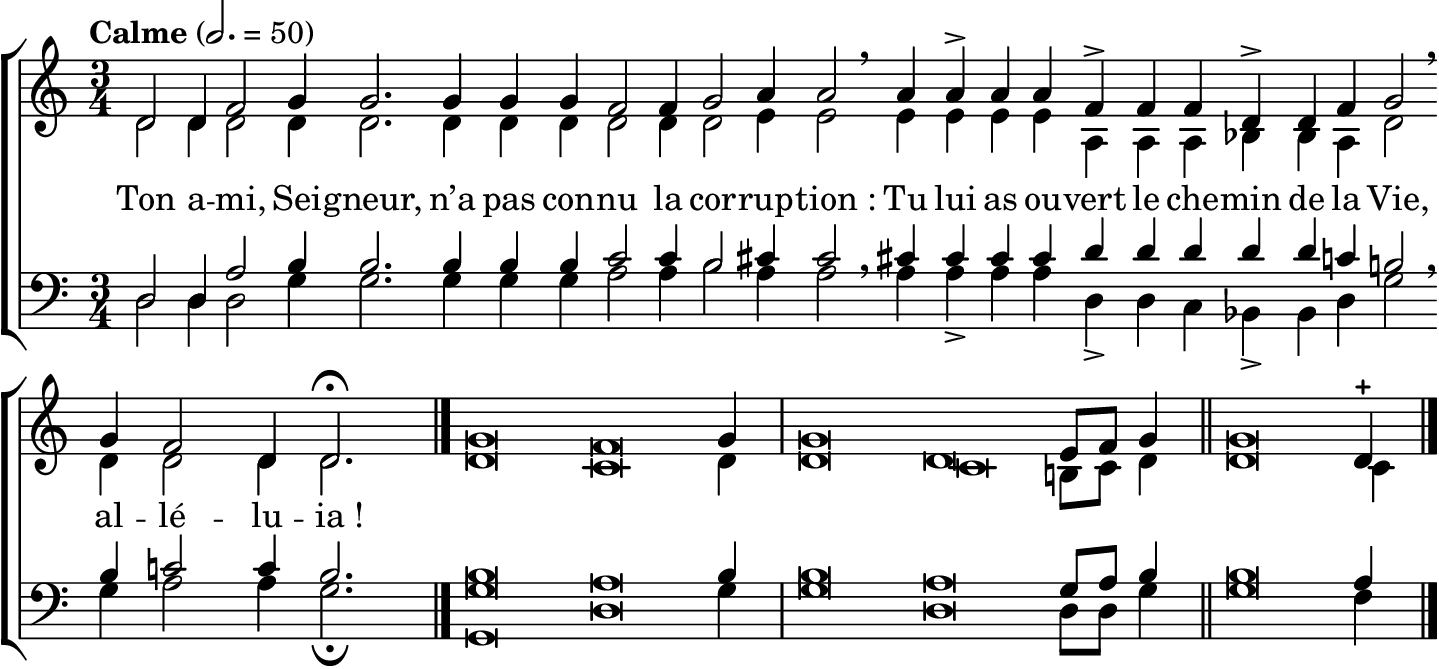 Calme (𝅗𝅥. = 50)
Ton a-mi, Seigneur, n’a pas connu la corruption : Tu lui as ouvert le chemin de la Vie,
al - lé - lu - ia !